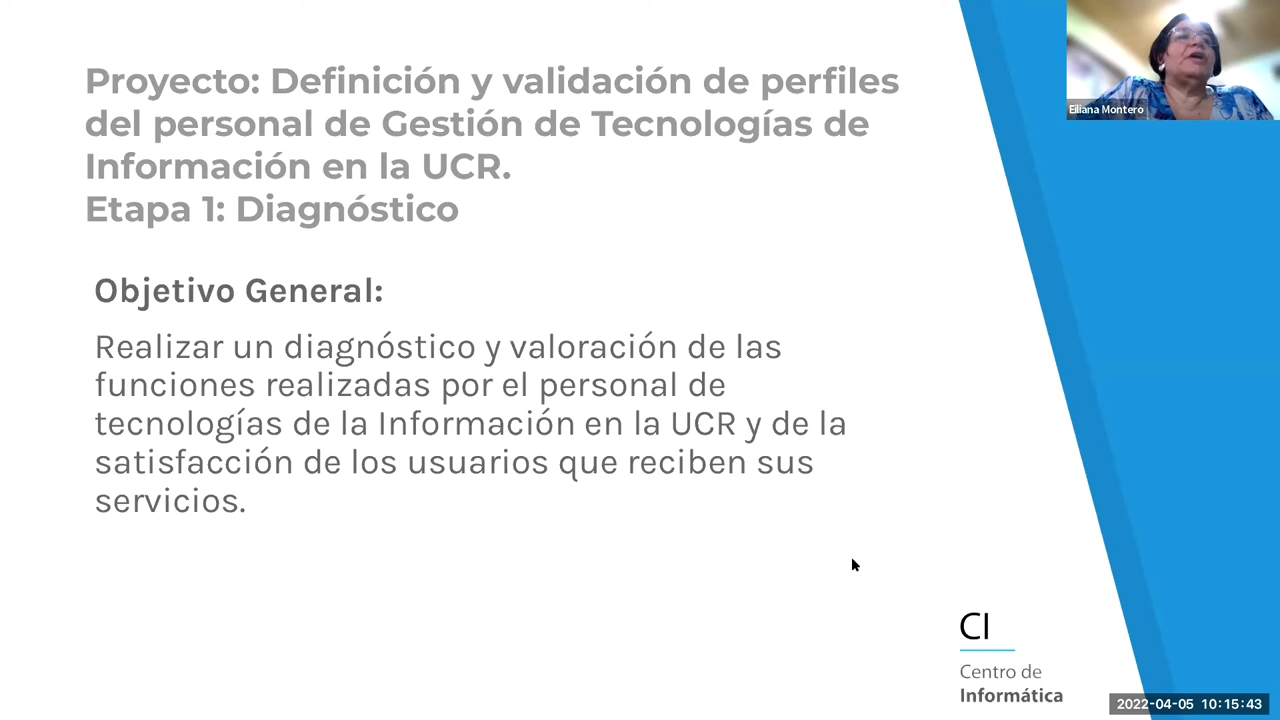 Proyecto: Definición y validación de perfiles
del personal de Gestión de Tecnologías de
Información en la UCR.
Etapa 1: Diagnóstico
Objetivo General:
Realizar un diagnóstico y valoración de las
funciones realizadas por el personal de
tecnologías de la Información en la UCR y de la
satisfacción de los usuarios que reciben sus
servicios.
Eiliana Montero
CI
Centro de
Informática
2022-04-05 10:15:43